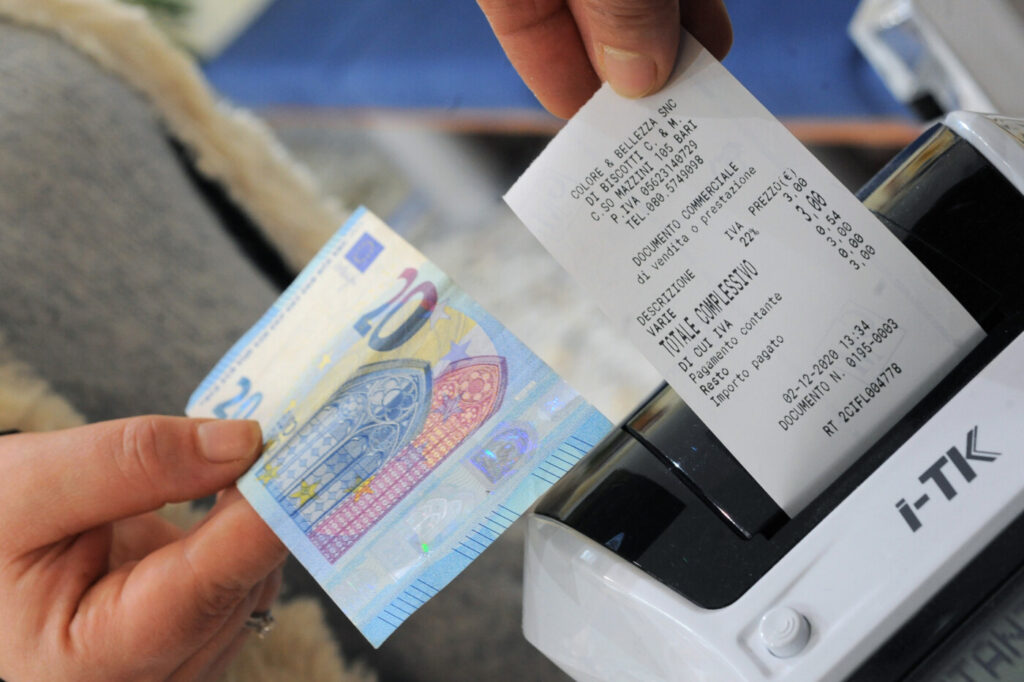 COLORE & BELLEZZA SNC
DI BISCOTTI C. & M.
C.SO MAZZINI 105 BARI
P.IVA 05623140729
TEL.080.5749098
DOCUMENTO COMMERCIALE
di vendita o prestazione
DESCRIZIONE IVA PREZZO(€)
VARIE 22% 3,00
TOTALE COMPLESSIVO 3,00
DI CUI IVA 0,54
Pagamento contante 3,00
Resto 0,00
Importo pagato 3,00
02-12-2020 13:34
DOCUMENTO N. 0195-0003
RT 2CIFL004778
20
20
i-TK